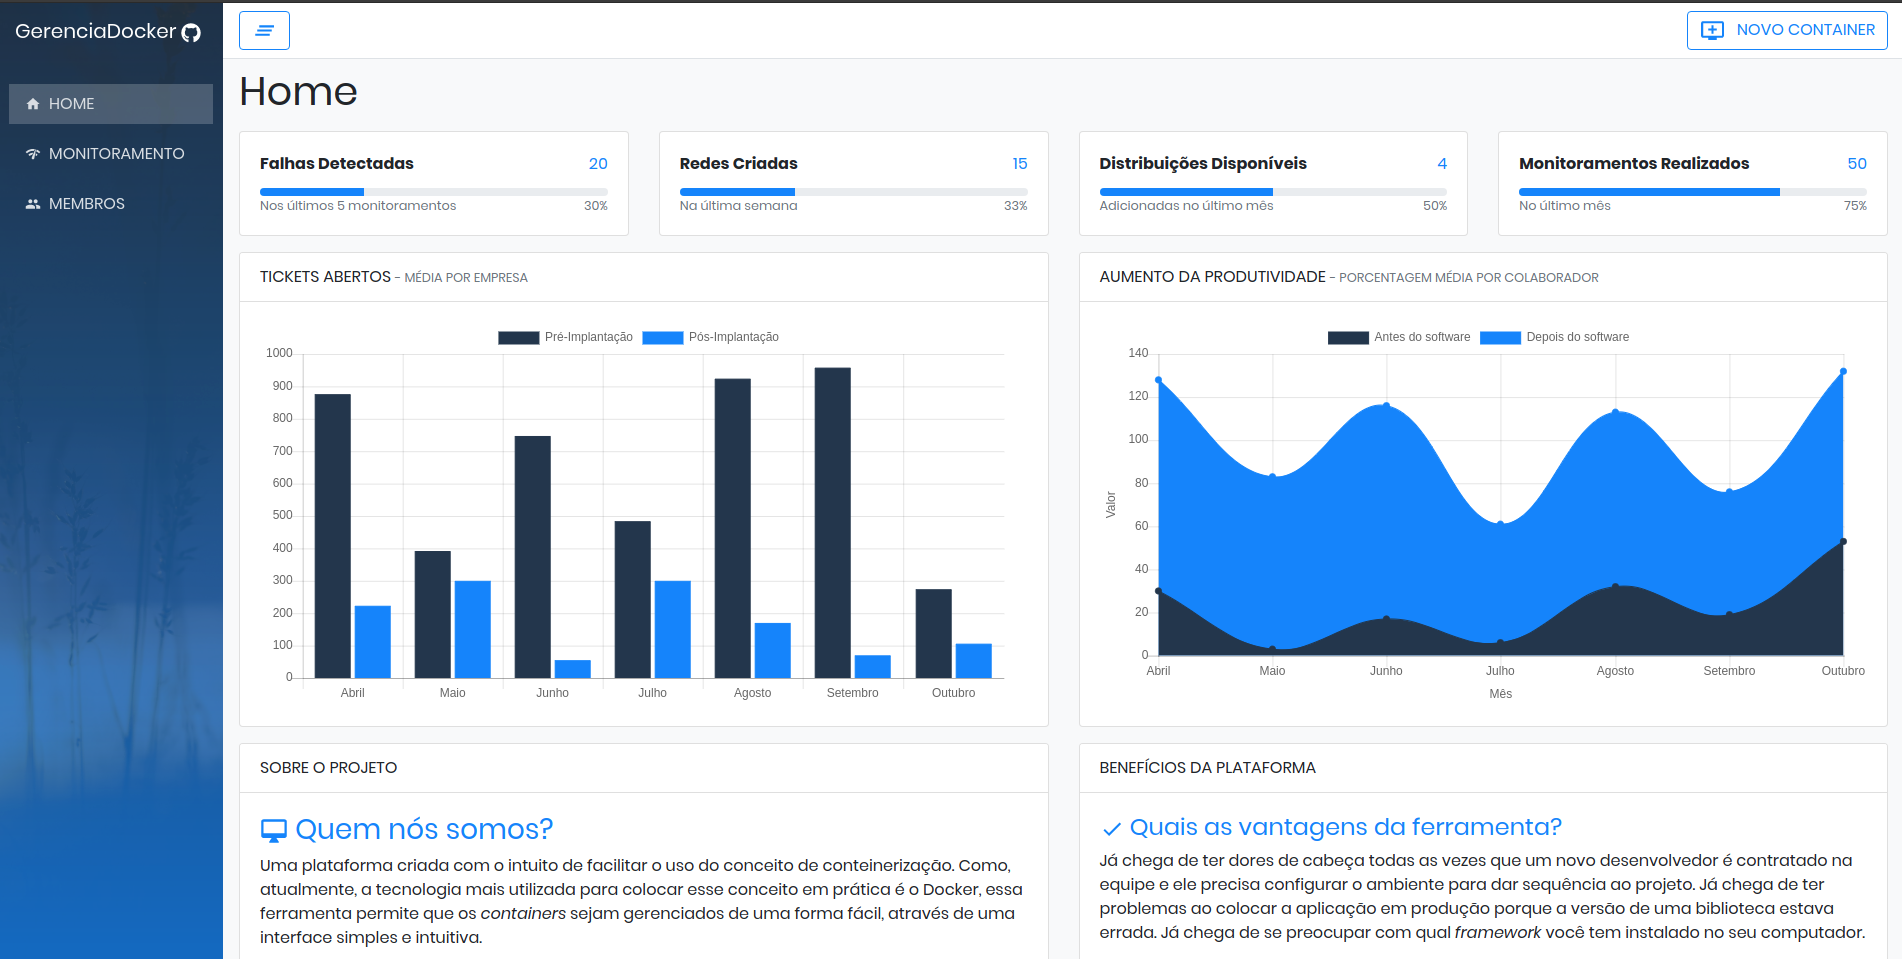 GerenciaDocker
HOME
MONITORAMENTO
MEMBROS
NOVO CONTAINER
Home
Falhas Detectadas 20
Nos últimos 5 monitoramentos 30%
Redes Criadas 15
Na última semana 33%
Distribuições Disponíveis 4
Adicionadas no último mês 50%
Monitoramentos Realizados 50
No último mês 75%
TICKETS ABERTOS - MÉDIA POR EMPRESA
Pré-Implantação Pós-Implantação
1000
900
800
700
600
500
400
300
200
100
0
Abril Maio Junho Julho Agosto Setembro Outubro
AUMENTO DA PRODUTIVIDADE - PORCENTAGEM MÉDIA POR COLABORADOR
Antes do software Depois do software
140
120
100
80
60
40
20
0
Valor
Abril Maio Junho Julho Agosto Setembro Outubro
Mês
SOBRE O PROJETO
Quem nós somos?
Uma plataforma criada com o intuito de facilitar o uso do conceito de conteinerização. Como,
atualmente, a tecnologia mais utilizada para colocar esse conceito em prática é o Docker, essa
ferramenta permite que os containers sejam gerenciados de uma forma fácil, através de uma
interface simples e intuitiva.
BENEFÍCIOS DA PLATAFORMA
Quais as vantagens da ferramenta?
Já chega de ter dores de cabeça todas as vezes que um novo desenvolvedor é contratado na
equipe e ele precisa configurar o ambiente para dar sequência ao projeto. Já chega de ter
problemas ao colocar a aplicação em produção porque a versão de uma biblioteca estava
errada. Já chega de se preocupar com qual framework você tem instalado no seu computador.